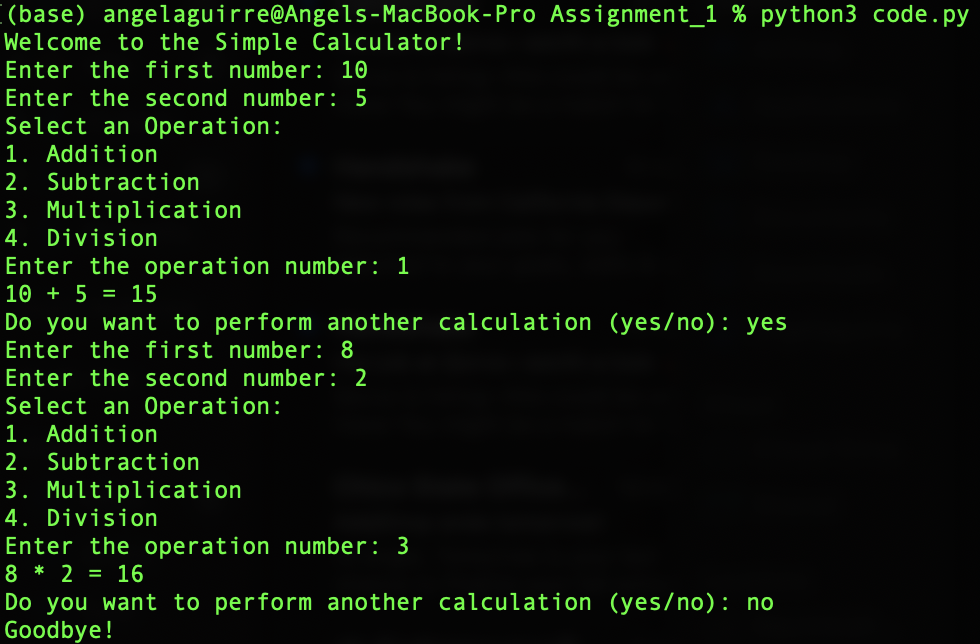 (base) angelaguirre@Angels-MacBook-Pro Assignment_1 % python3 code.py
Welcome to the Simple Calculator!
Enter the first number: 10
Enter the second number: 5
Select an Operation:
1. Addition
2. Subtraction
3. Multiplication
4. Division
Enter the operation number: 1
10 + 5 = 15
Do you want to perform another calculation (yes/no): yes
Enter the first number: 8
Enter the second number: 2
Select an Operation:
1. Addition
2. Subtraction
3. Multiplication
4. Division
Enter the operation number: 3
8 * 2 = 16
Do you want to perform another calculation (yes/no): no
Goodbye!